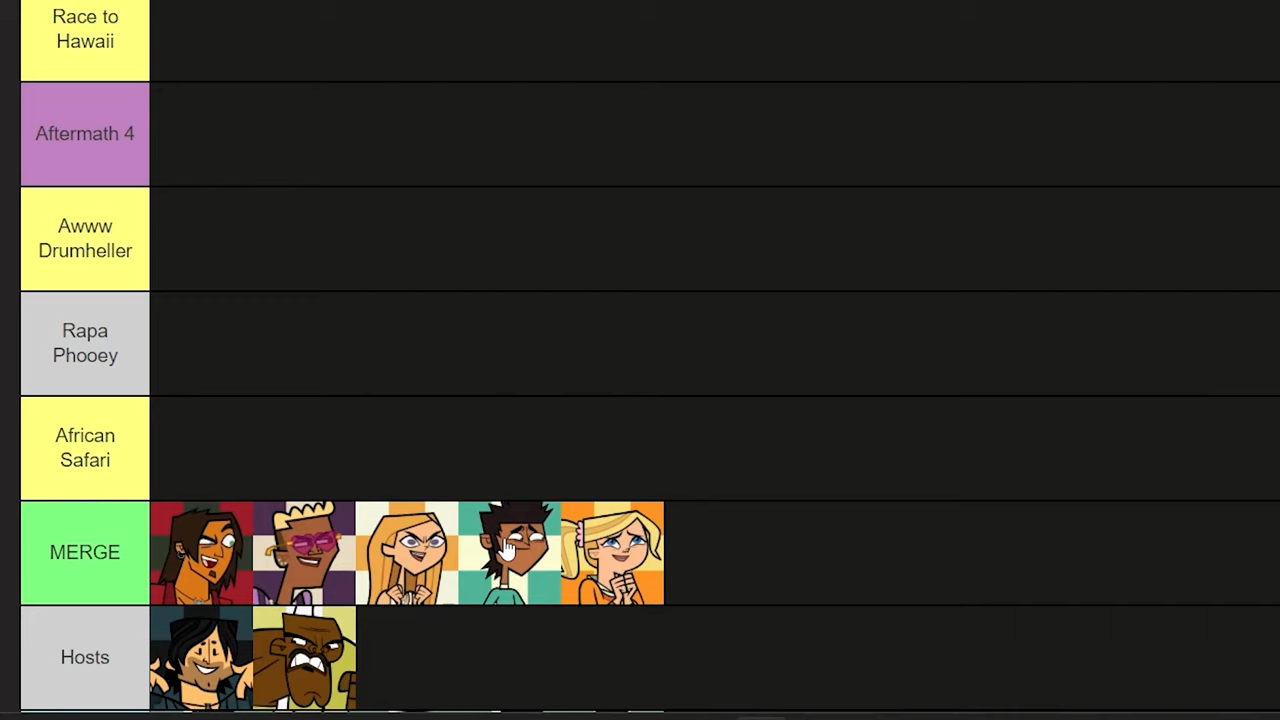 Race to
Hawaii
Aftermath 4
Awww
Drumheller
Rapa
Phooey
African
Safari
MERGE
Hosts